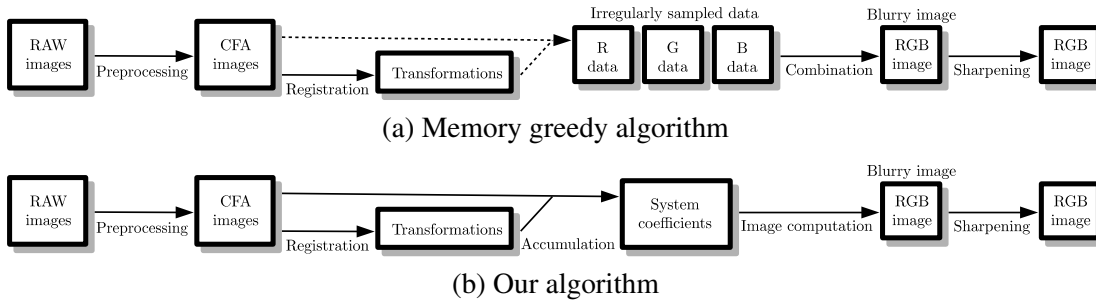 Irregularly sampled data
Blurry image
RAW
images
Preprocessing
CFA
images
Registration
Transformations
R
data
G
data
B
data
Combination
RGB
image
Sharpening
RGB
image
(a) Memory greedy algorithm
Blurry image
RAW
images
Preprocessing
CFA
images
Registration
Transformations
Accumulation
System
coefficients
Image computation
RGB
image
Sharpening
RGB
image
(b) Our algorithm